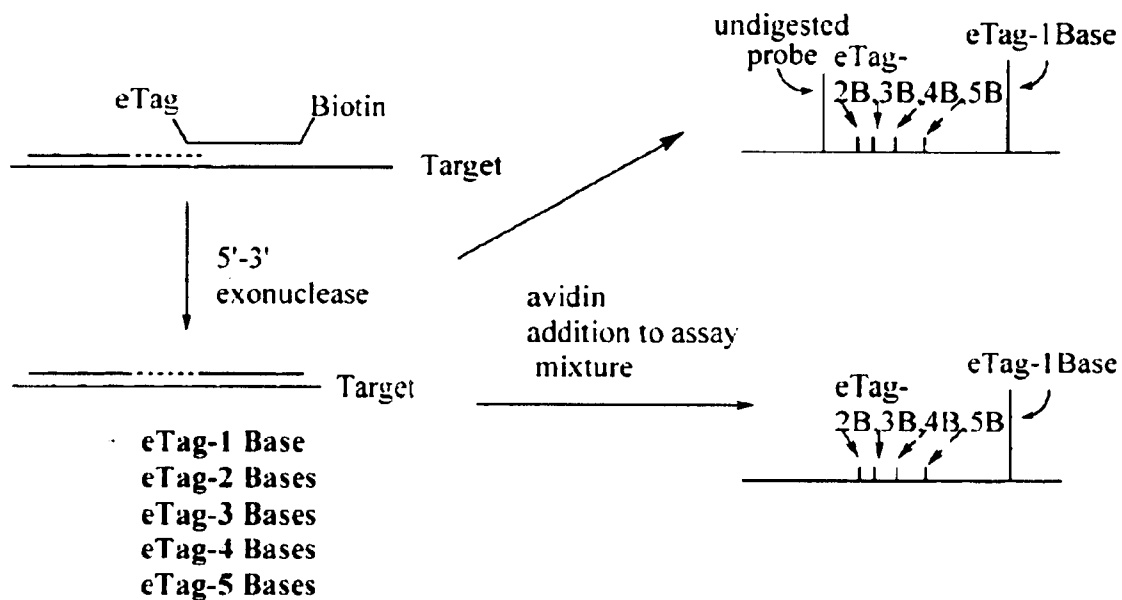 undigested
probe
eTag-
eTag-1Base
2B,3B,4B,5B
eTag
Biotin
Target
5'-3'
exonuclease
avidin
addition to assay
mixture
Target
eTag-1 Base
eTag-2 Bases
eTag-3 Bases
eTag-4 Bases
eTag-5 Bases
eTag-1Base
eTag-
2B,3B,4B,5B